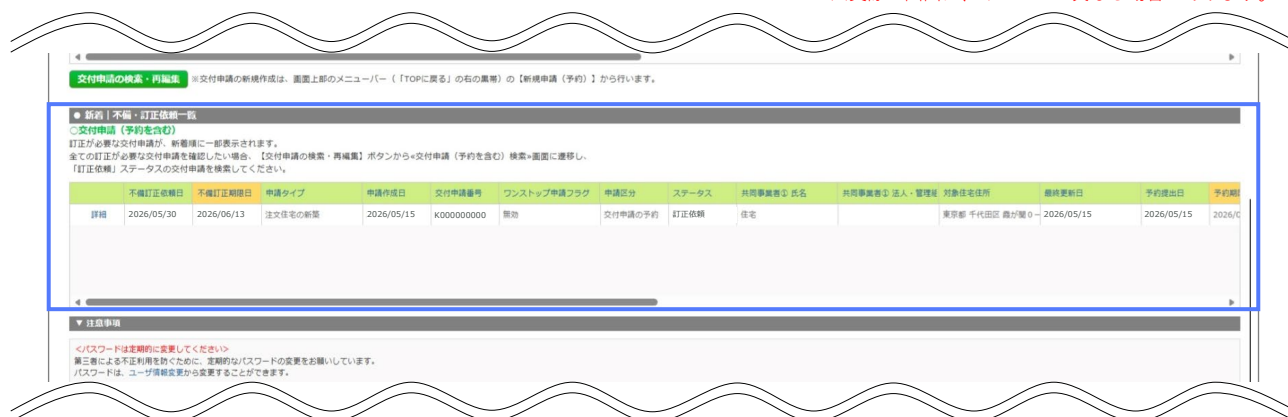 交付申請の検索・再編集 ※交付申請の新規作成は、画面上部のメニューバー（「TOPに戻る」の右の黒帯）の【新規申請（予約）】から行います。
● 新着｜不備・訂正依頼一覧
○交付申請（予約を含む）
訂正が必要な交付申請が、新着順に一部表示されます。
全ての訂正が必要な交付申請を確認したい場合、【交付申請の検索・再編集】ボタンから«交付申請（予約を含む）検索»画面に遷移し、
「訂正依頼」ステータスの交付申請を検索してください。
不備訂正依頼日 不備訂正期限日 申請タイプ 申請作成日 交付申請番号 ワンストップ申請フラグ 申請区分 ステータス 共同事業者① 氏名 共同事業者① 法人・管理組 対象住宅住所 最終更新日 予約提出日 予約期
詳細 2026/05/30 2026/06/13 注文住宅の新築 2026/05/15 K000000000 無効 交付申請の予約 訂正依頼 住宅 東京都 千代田区 霞が関０− 2026/05/15 2026/05/15 2026/0
▼ 注意事項
<パスワードは定期的に変更してください>
第三者による不正利用を防ぐために、定期的なパスワードの変更をお願いしています。
パスワードは、ユーザ情報変更から変更することができます。